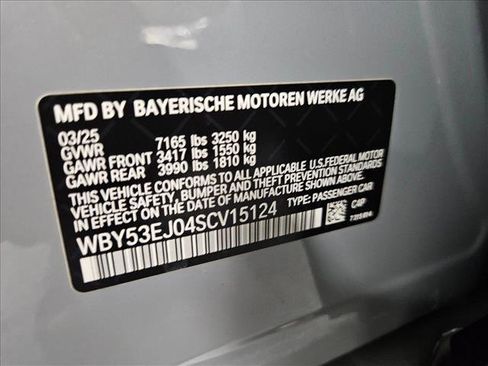 MFD BY BAYERISCHE MOTOREN WERKE AG
03/25
GVWR 7165 lbs 3250 kg
GAWR FRONT 3417 lbs 1550 kg
GAWR REAR 3990 lbs 1810 kg
THIS VEHICLE CONFORMS TO ALL APPLICABLE U.S.FEDERAL MOTOR
VEHICLE SAFETY, BUMPER AND THEFT PREVENTION STANDARDS
IN EFFECT ON THE DATE OF MANUFACTURE SHOWN ABOVE.
WBY53EJ04SCV15124 TYPE: PASSENGER CAR
C4P